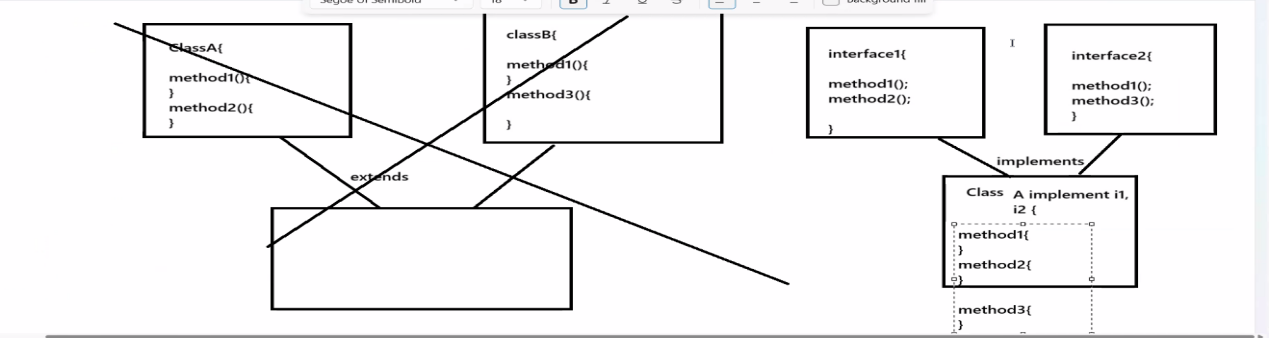 Segoe UI Semibold
18
B
I
U
S
Background fill
ClassA{
method1(){
}
method2(){
}
classB{
method1(){
}
method3(){
}
extends
interface1{
method1();
method2();
}
interface2{
method1();
method3();
}
implements
Class A implement i1,
i2 {
method1{
}
method2{
}
method3{
}